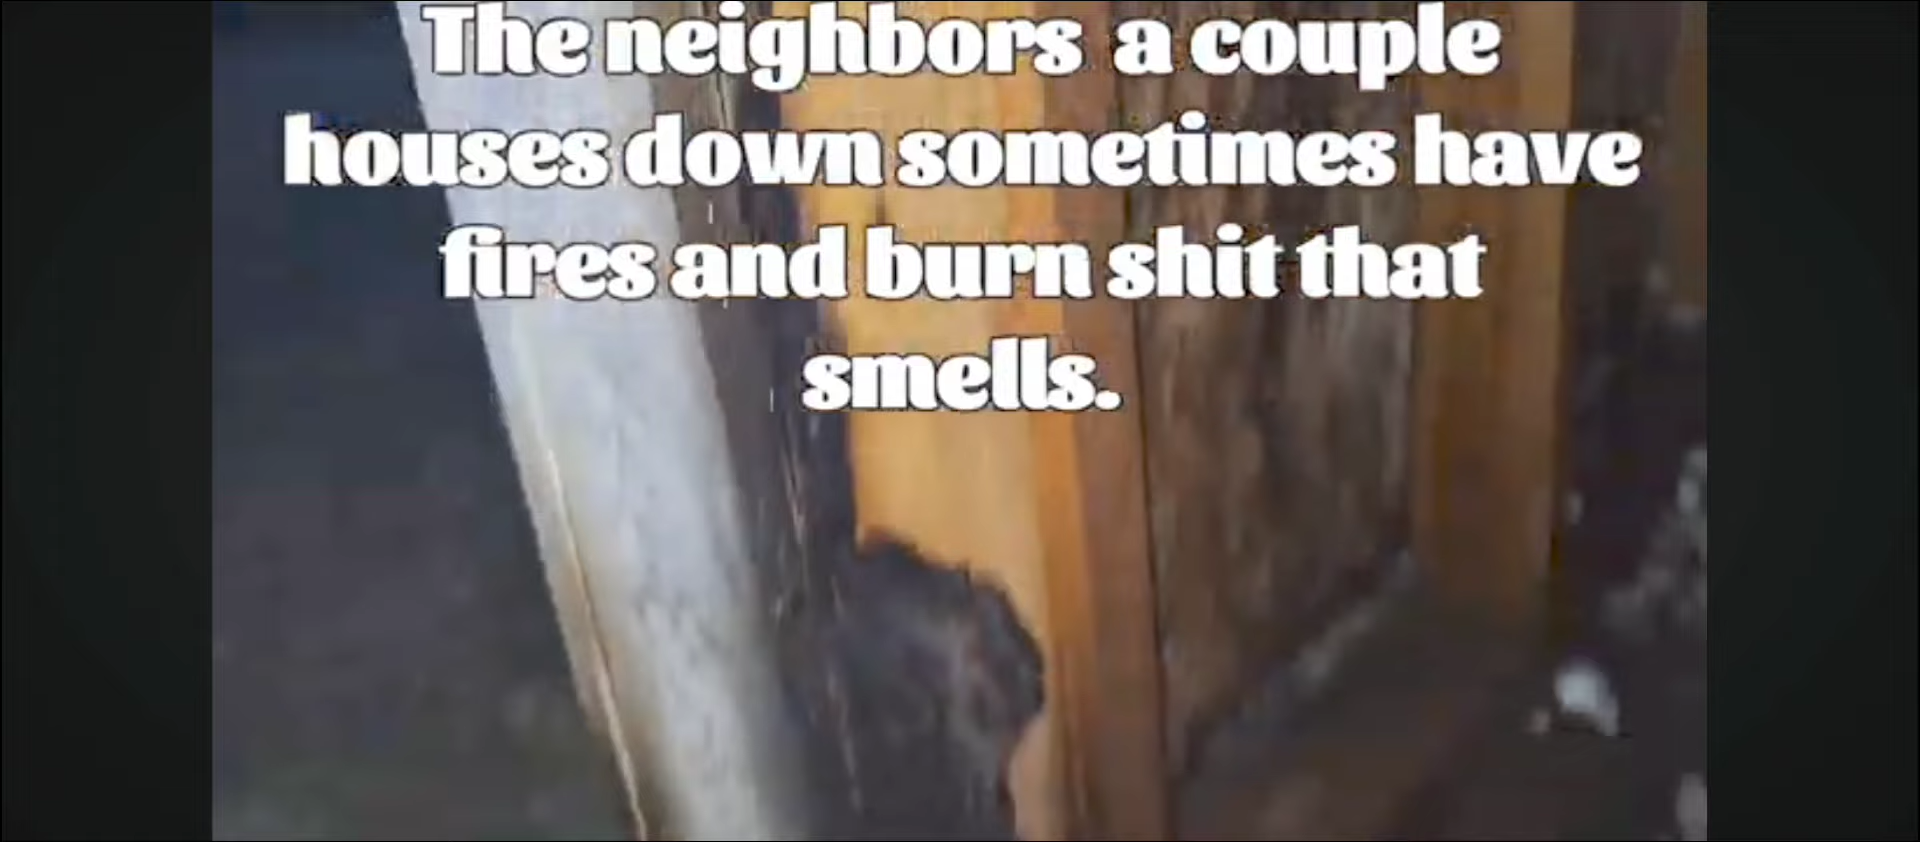 The neighbors a couple
houses down sometimes have
fires and burn shit that
smells.